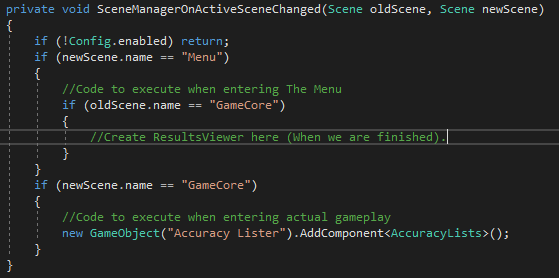 private void SceneManagerOnActiveSceneChanged(Scene oldScene, Scene newScene)
{
if (!Config.enabled) return;
if (newScene.name == "Menu")
{
//Code to execute when entering The Menu
if (oldScene.name == "GameCore")
{
//Create ResultsViewer here (When we are finished).
}
}
if (newScene.name == "GameCore")
{
//Code to execute when entering actual gameplay
new GameObject("Accuracy Lister").AddComponent<AccuracyLists>();
}
}